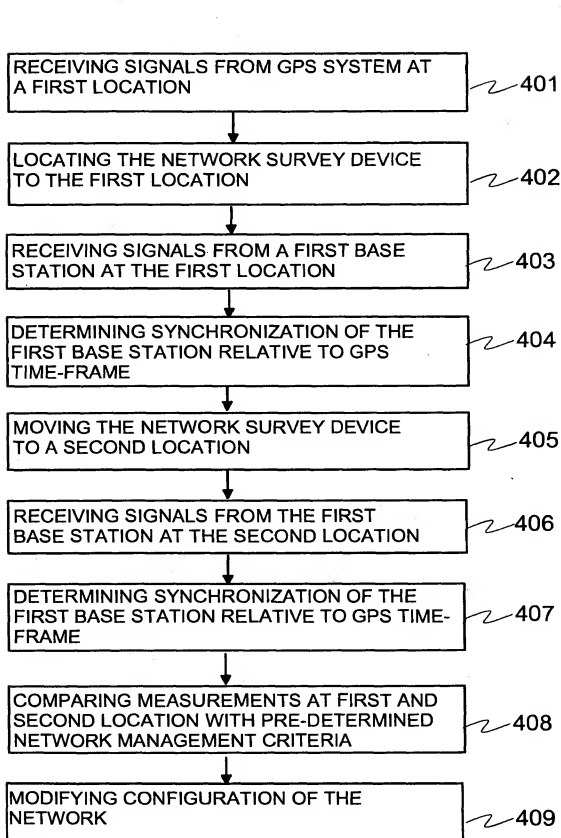 RECEIVING SIGNALS FROM GPS SYSTEM AT
A FIRST LOCATION
401
LOCATING THE NETWORK SURVEY DEVICE
TO THE FIRST LOCATION
402
RECEIVING SIGNALS FROM A FIRST BASE
STATION AT THE FIRST LOCATION
403
DETERMINING SYNCHRONIZATION OF THE
FIRST BASE STATION RELATIVE TO GPS
TIME-FRAME
404
MOVING THE NETWORK SURVEY DEVICE
TO A SECOND LOCATION
405
RECEIVING SIGNALS FROM THE FIRST
BASE STATION AT THE SECOND LOCATION
406
DETERMINING SYNCHRONIZATION OF THE
FIRST BASE STATION RELATIVE TO GPS TIME-
FRAME
407
COMPARING MEASUREMENTS AT FIRST AND
SECOND LOCATION WITH PRE-DETERMINED
NETWORK MANAGEMENT CRITERIA
408
MODIFYING CONFIGURATION OF THE
NETWORK
409